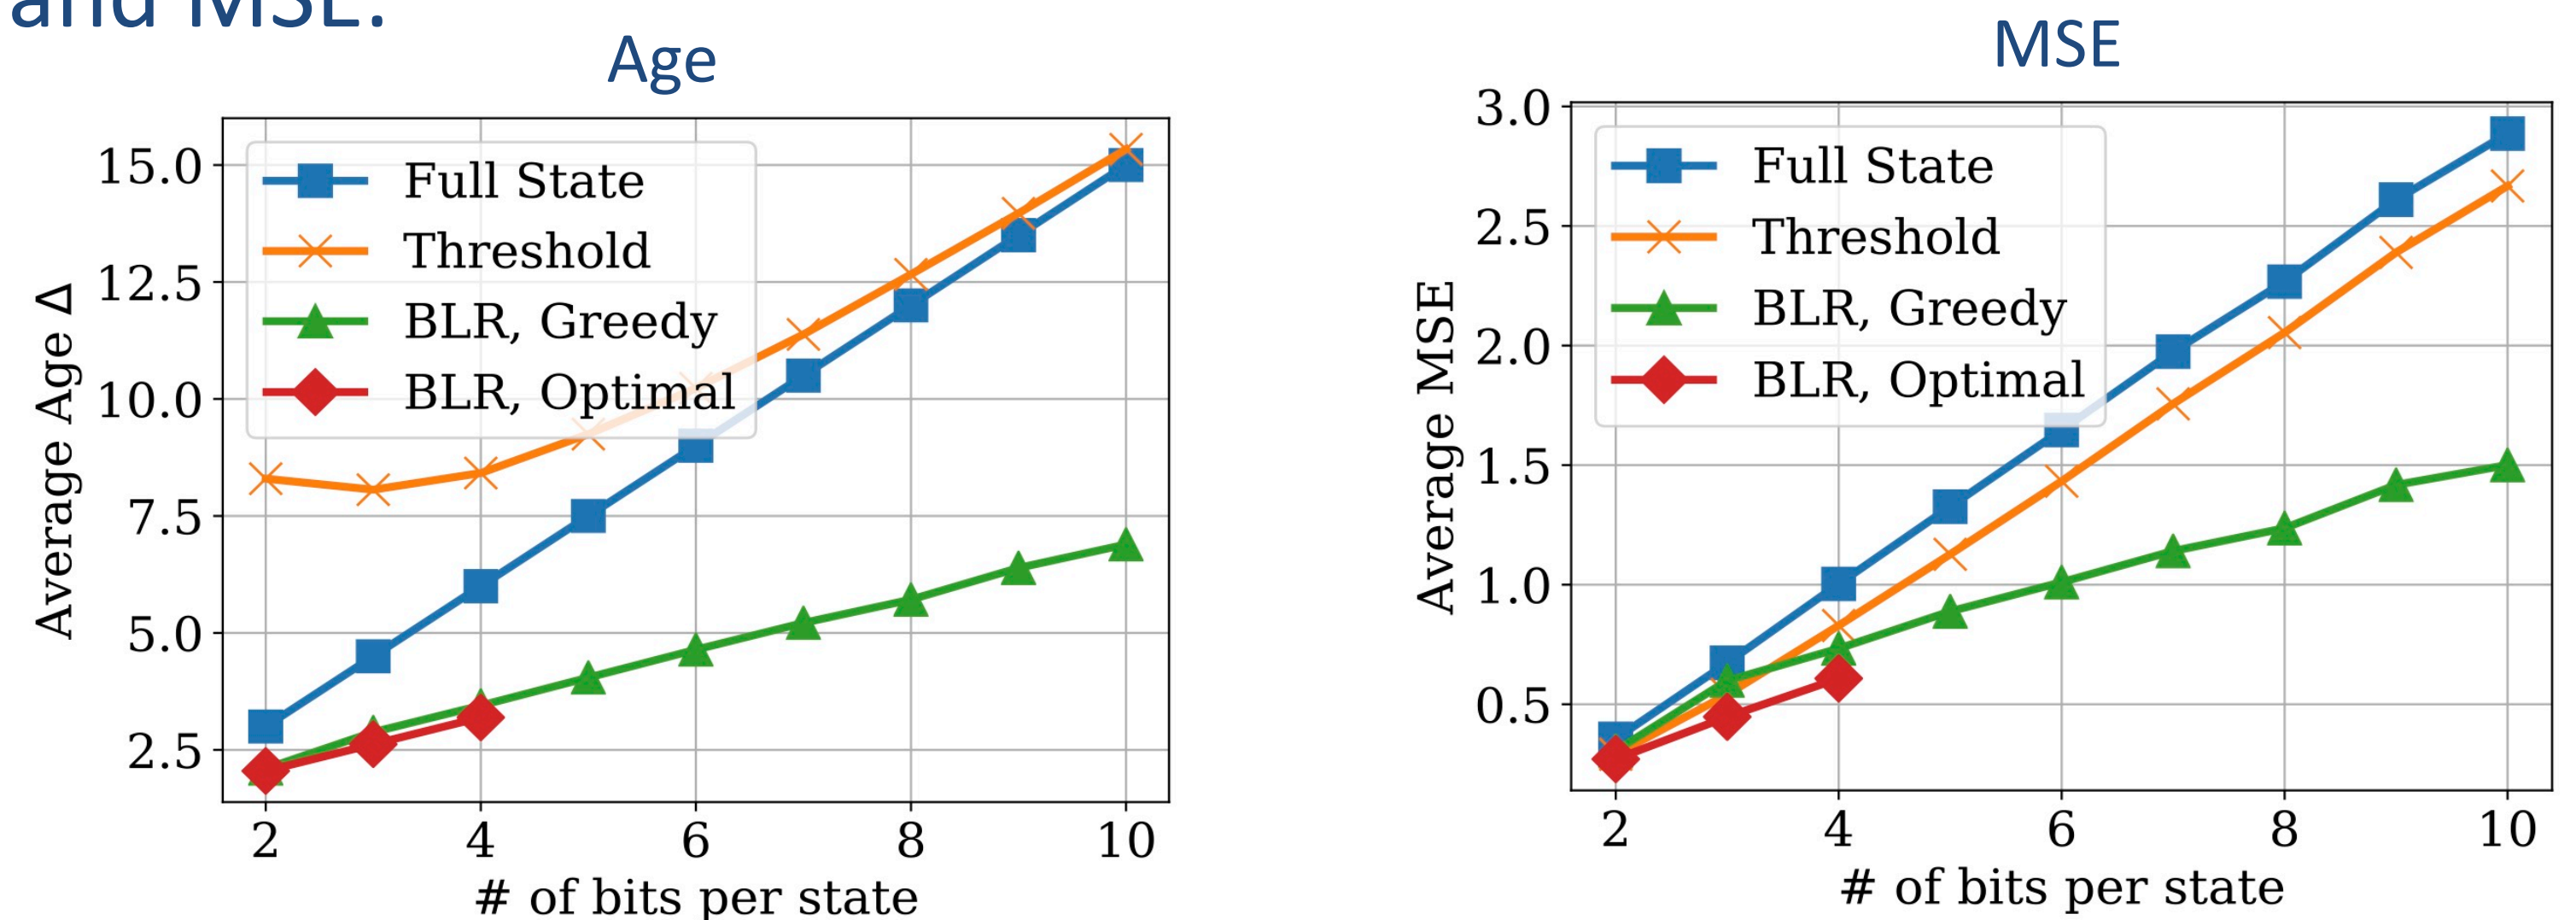 and MSE.
Age
15.0
12.5
10.0
7.5
5.0
2.5
Average Age Δ
Full State
Threshold
BLR, Greedy
BLR, Optimal
2 4 6 8 10
# of bits per state
MSE
3.0
2.5
2.0
1.5
1.0
0.5
Average MSE
Full State
Threshold
BLR, Greedy
BLR, Optimal
2 4 6 8 10
# of bits per state